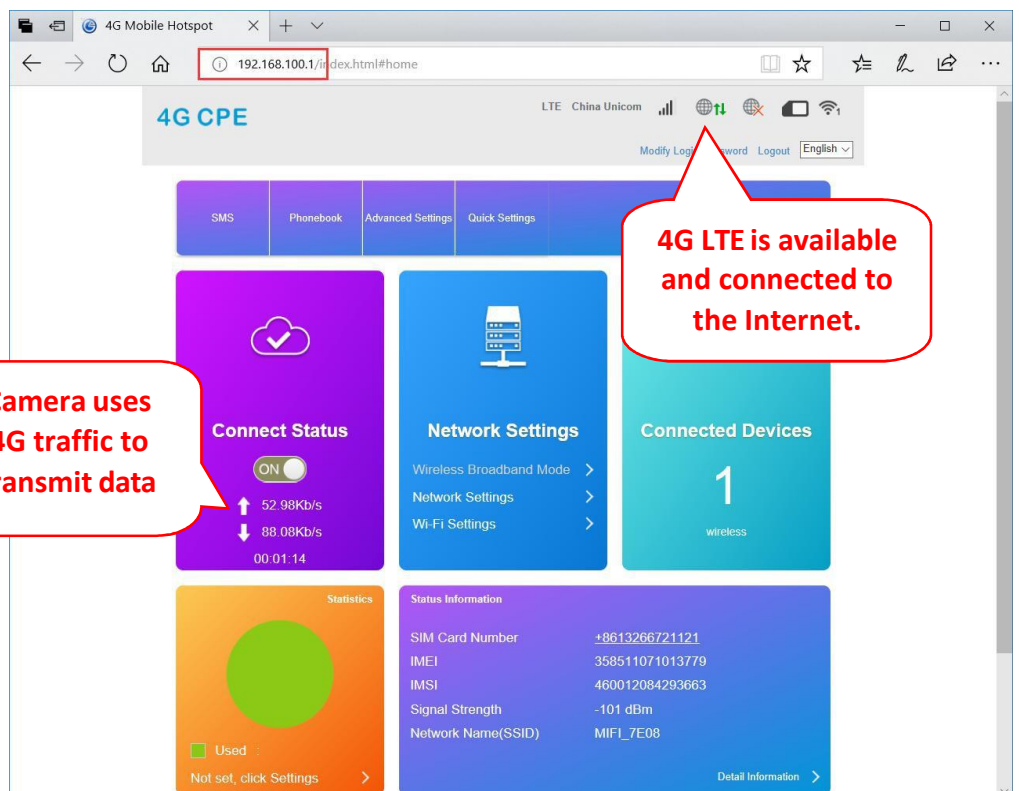 4G Mobile Hotspot
192.168.100.1/index.html#home
4G CPE
LTE China Unicom
1
Modify Login Logout English
SMS Phonebook Advanced Settings Quick Settings
4G LTE is available
and connected to
the Internet.
Camera uses
4G traffic to
transmit data
Connect Status
ON
52.98Kb/s
88.08Kb/s
00:01:14
Network Settings
Wireless Broadband Mode
Network Settings
Wi-Fi Settings
Connected Devices
1
wireless
Statistics
Used :
Not set, click Settings
Status Information
SIM Card Number +8613266721121
IMEI 358511071013779
IMSI 460012084293663
Signal Strength -101 dBm
Network Name(SSID) MIFI_7E08
Detail Information